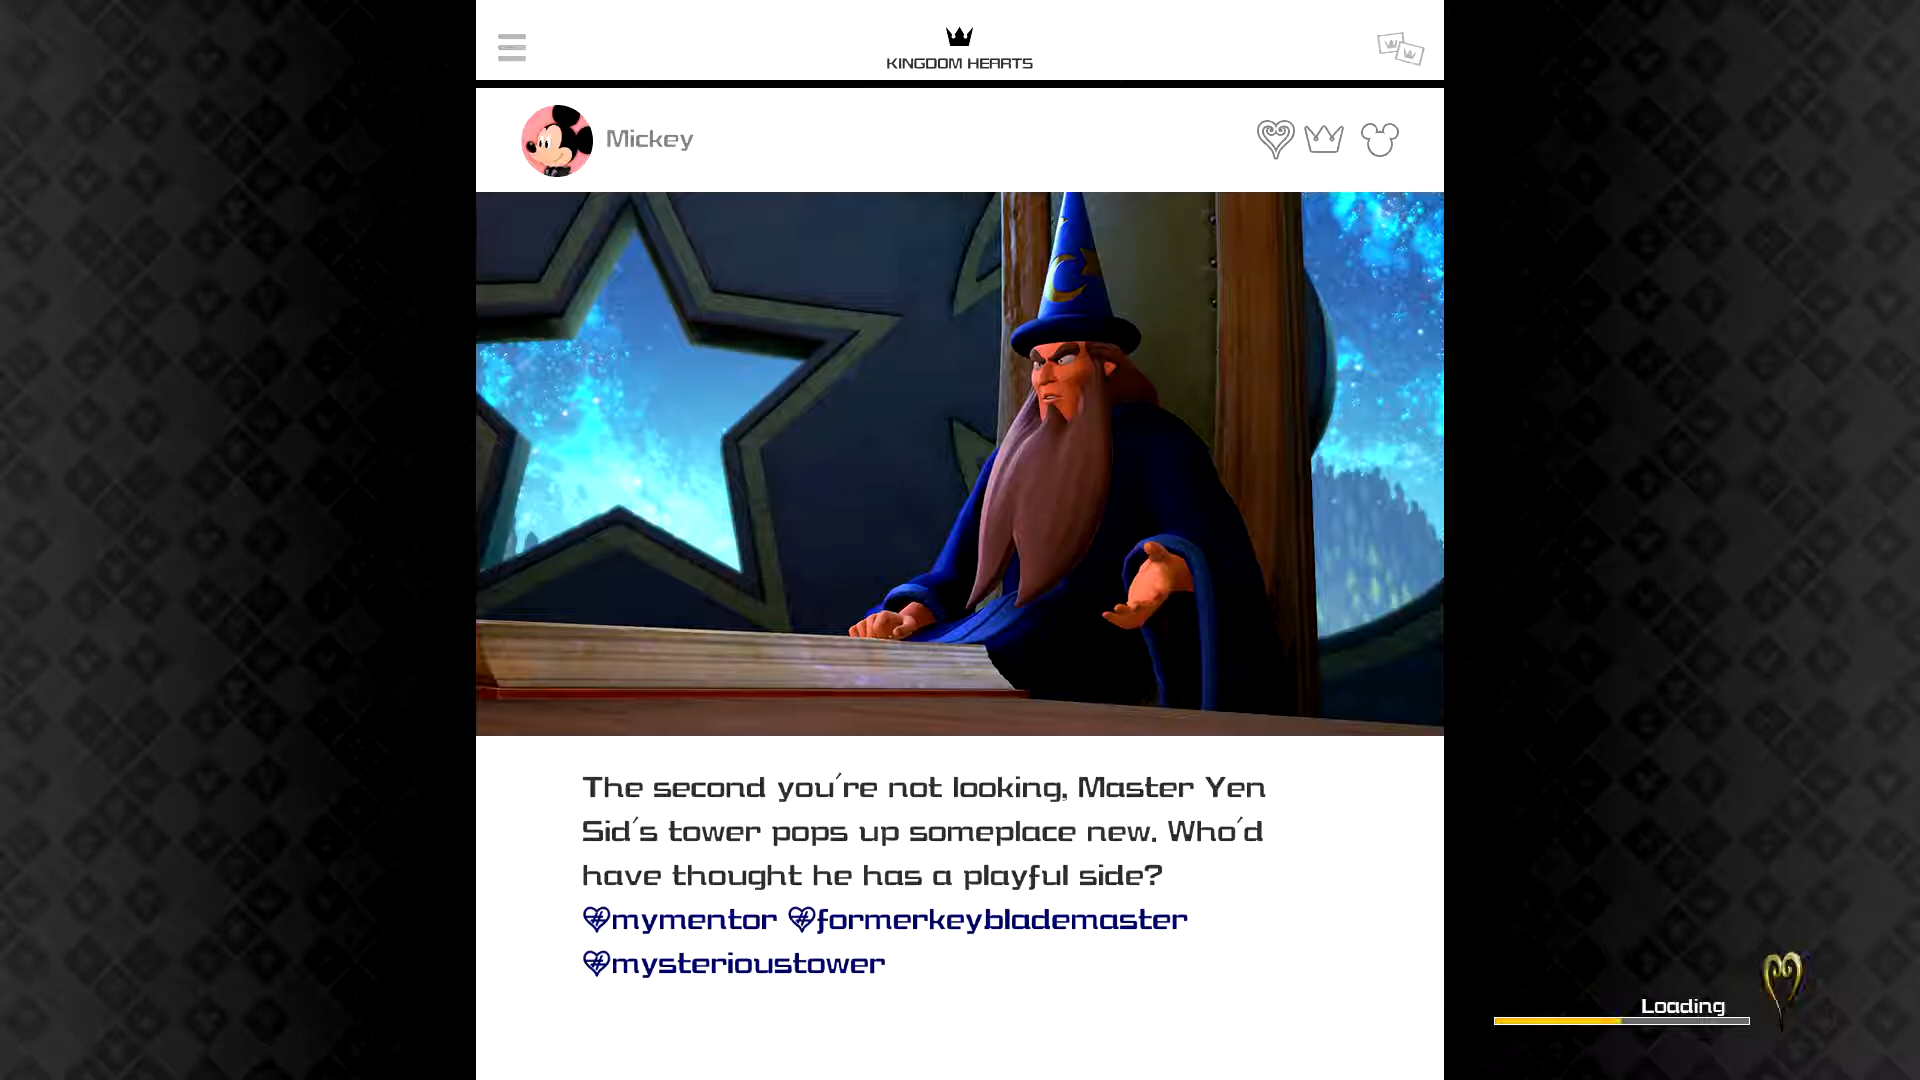 KINGDOM HEARTS
Mickey
The second you're not looking, Master Yen
Sid's tower pops up someplace new. Who'd
have thought he has a playful side?
#mymentor #formerkeyblademaster
#mysterioustower
Loading